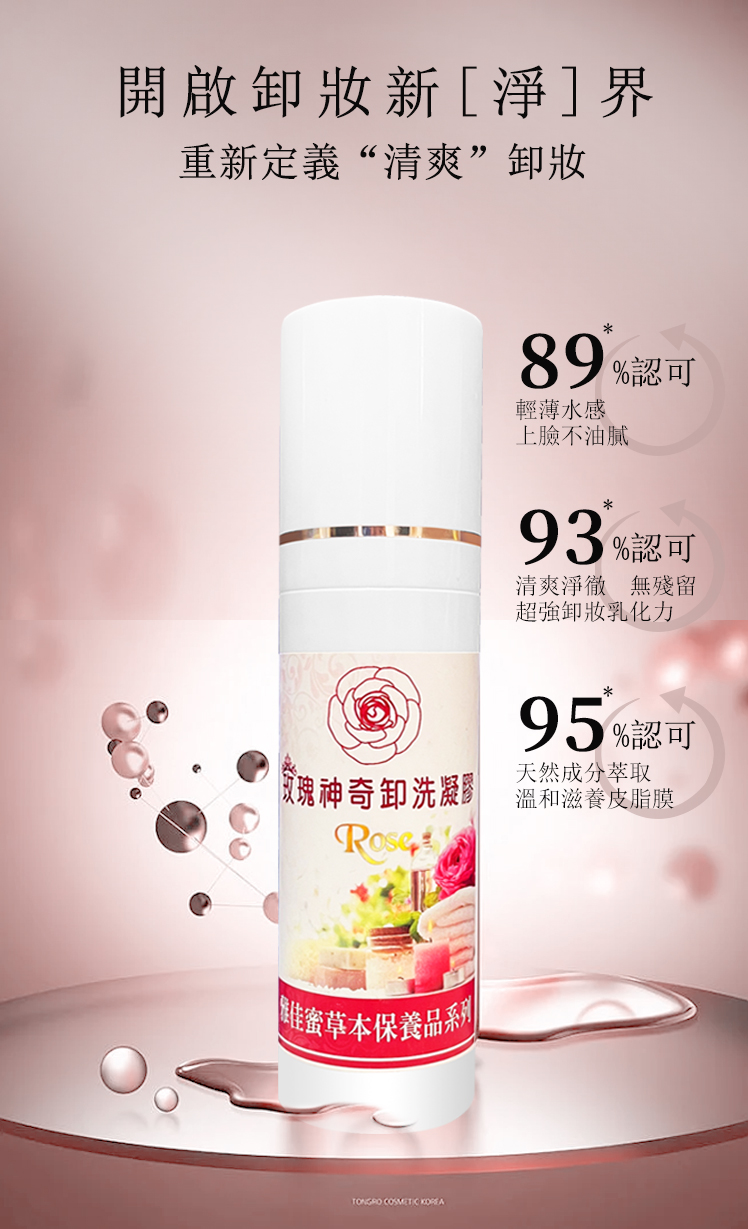 開啟卸妝新[淨]界
重新定義“清爽”卸妝
89*%認可
輕薄水感
上臉不油膩
93*%認可
清爽淨徹 無殘留
超強卸妝乳化力
95*%認可
天然成分萃取
溫和滋養皮脂膜
玫瑰神奇卸洗凝膠
Rose
雅佳蜜草本保養品系列
TONGRO COSMETIC KOREA